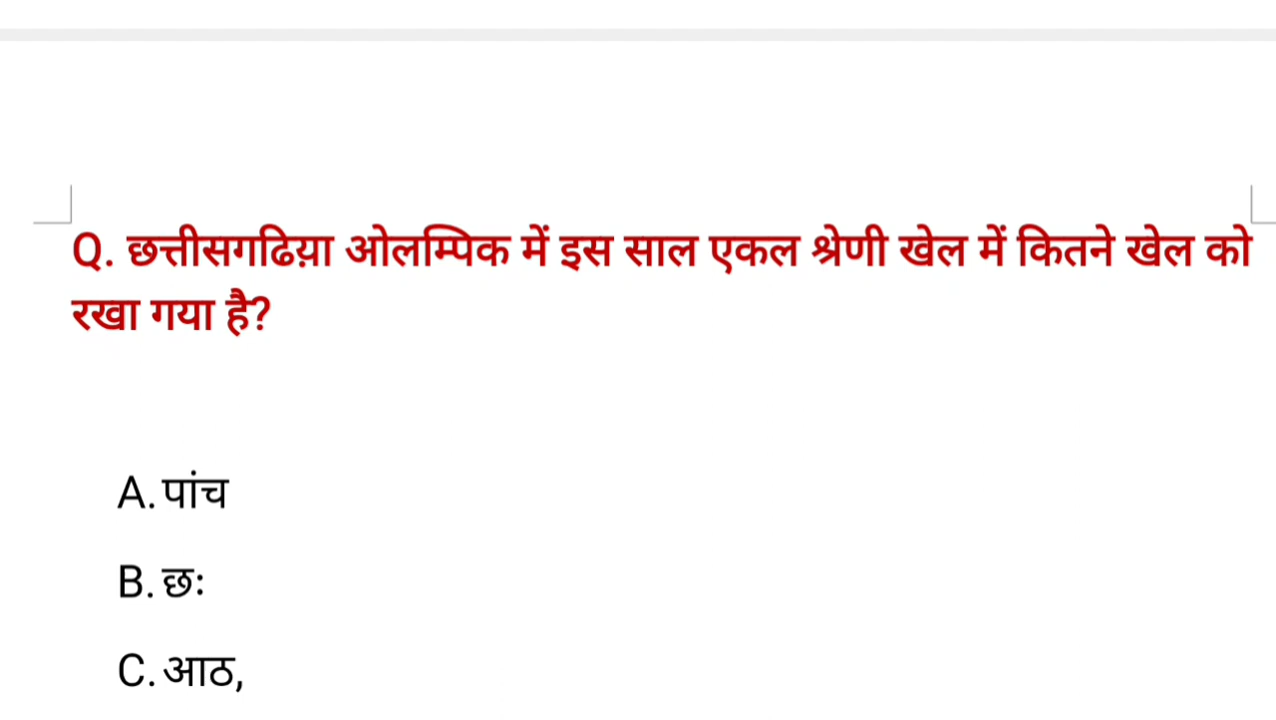 Q. छत्तीसगढिय़ा ओलम्पिक में इस साल एकल श्रेणी खेल में कितने खेल को
रखा गया है?
A. पांच
B. छः
C. आठ,